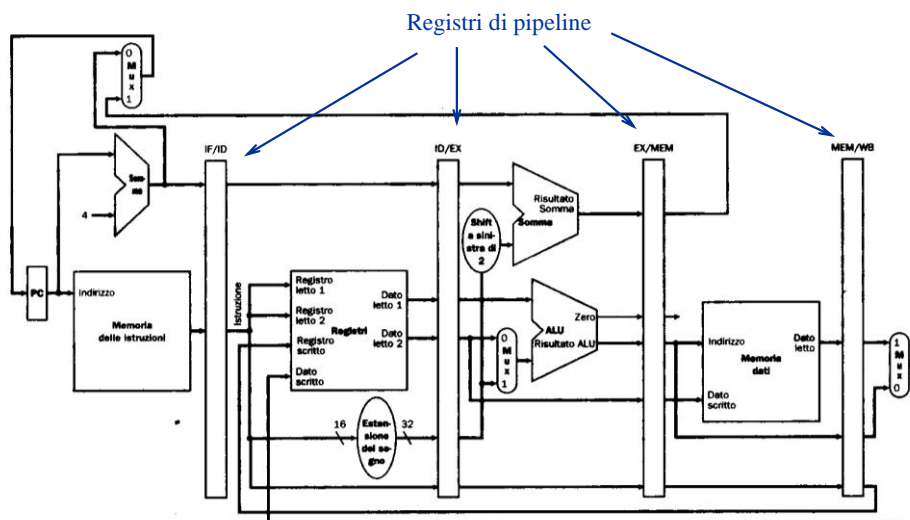 Registri di pipeline
0
M
u
x
1
IF/ID
ID/EX
EX/MEM
MEM/WB
Som-
ma
4
Shift
a sini-
stra di
2
Risultato
Somma
Somma
PC
Indirizzo
Memoria
delle istruzioni
Istruzione
Registro
letto 1
Registro
letto 2
Registro
scritto
Dato
scritto
Registri
Dato
letto 1
Dato
letto 2
0
M
u
x
1
Zero
ALU
Risultato ALU
Indirizzo
Dato
letto
Memoria
dati
Dato
scritto
1
M
u
x
0
16
Esten-
sione
del se-
gno
32